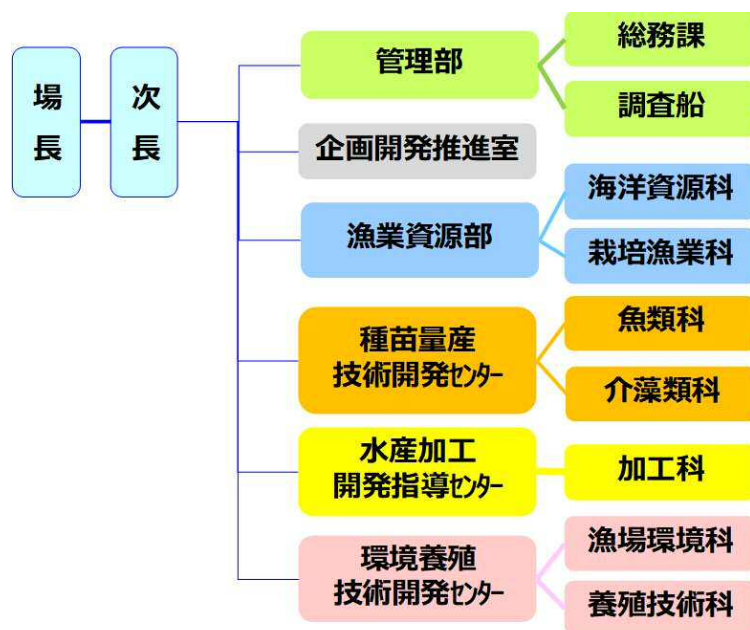 場長
次長
管理部
総務課
調査船
企画開発推進室
漁業資源部
海洋資源科
栽培漁業科
種苗量産
技術開発ｾﾝﾀｰ
魚類科
介藻類科
水産加工
開発指導ｾﾝﾀｰ
加工科
環境養殖
技術開発ｾﾝﾀｰ
漁場環境科
養殖技術科